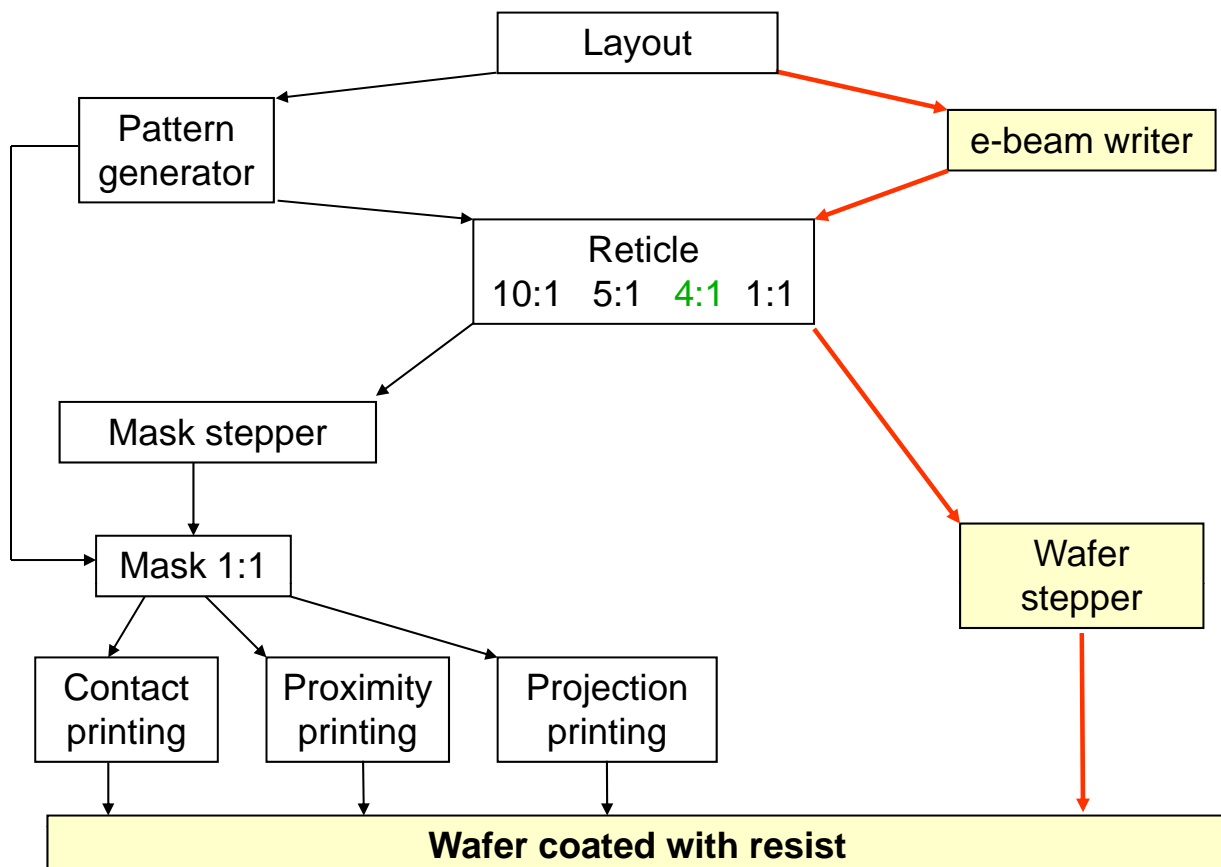 Layout
Pattern
generator
e-beam writer
Reticle
10:1 5:1 4:1 1:1
Mask stepper
Mask 1:1
Wafer
stepper
Contact
printing
Proximity
printing
Projection
printing
Wafer coated with resist